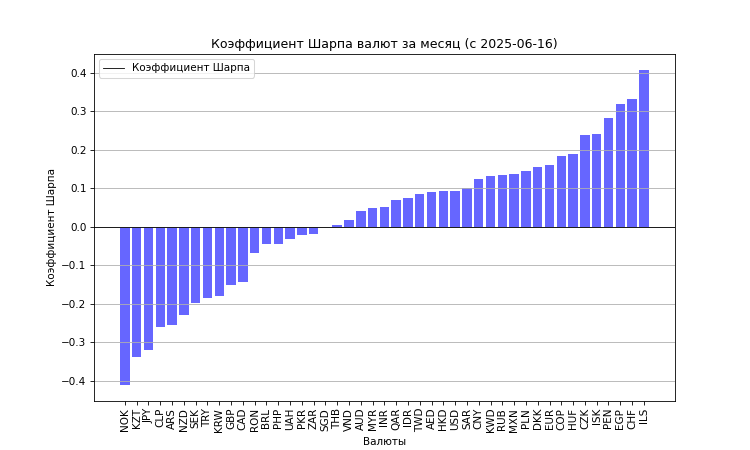 Коэффициент Шарпа валют за месяц (с 2025-06-16)
Коэффициент Шарпа
Коэффициент Шарпа
0.4
0.3
0.2
0.1
0.0
−0.1
−0.2
−0.3
−0.4
NOK
KZT
JPY
CLP
ARS
NZD
SEK
TRY
KRW
GBP
CAD
RON
BRL
PHP
UAH
PKR
ZAR
SGD
THB
VND
AUD
MYR
INR
QAR
IDR
TWD
AED
HKD
USD
SAR
CNY
KWD
RUB
MXN
PLN
DKK
EUR
COP
HUF
CZK
ISK
PEN
EGP
CHF
ILS
Валюты